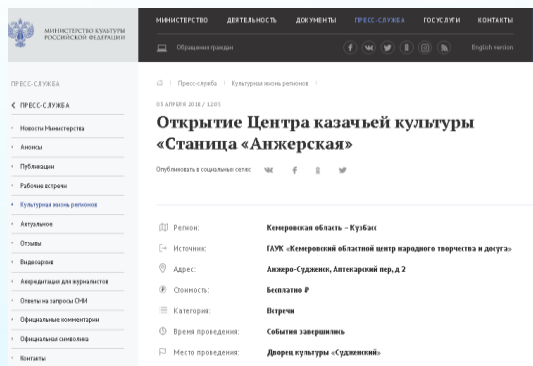 МИНИСТЕРСТВО КУЛЬТУРЫ
РОССИЙСКОЙ ФЕДЕРАЦИИ
МИНИСТЕРСТВО ДЕЯТЕЛЬНОСТЬ ДОКУМЕНТЫ ПРЕСС-СЛУЖБА ГОСУСЛУГИ КОНТАКТЫ
Обращения граждан English version
ПРЕСС-СЛУЖБА
ПРЕСС-СЛУЖБА
Новости Министерства
Анонсы
Публикации
Рабочие встречи
Культурная жизнь регионов
Актуальное
Отзывы
Видеоархив
Аккредитация для журналистов
Ответы на запросы СМИ
Официальные комментарии
Официальная символика
Контакты
Пресс-служба Культурная жизнь регионов
03 АПРЕЛЯ 2018 / 12:05
Открытие Центра казачьей культуры
«Станица «Анжерская»
Опубликовать в социальных сетях:
Регион: Кемеровская область – Кузбасс
Источник: ГАУК «Кемеровский областной центр народного творчества и досуга»
Адрес: Анжеро-Судженск, Аптекарский пер, д 2
Стоимость: Бесплатно ₽
Категория: Встречи
Время проведения: События завершились
Место проведения: Дворец культуры «Судженский»